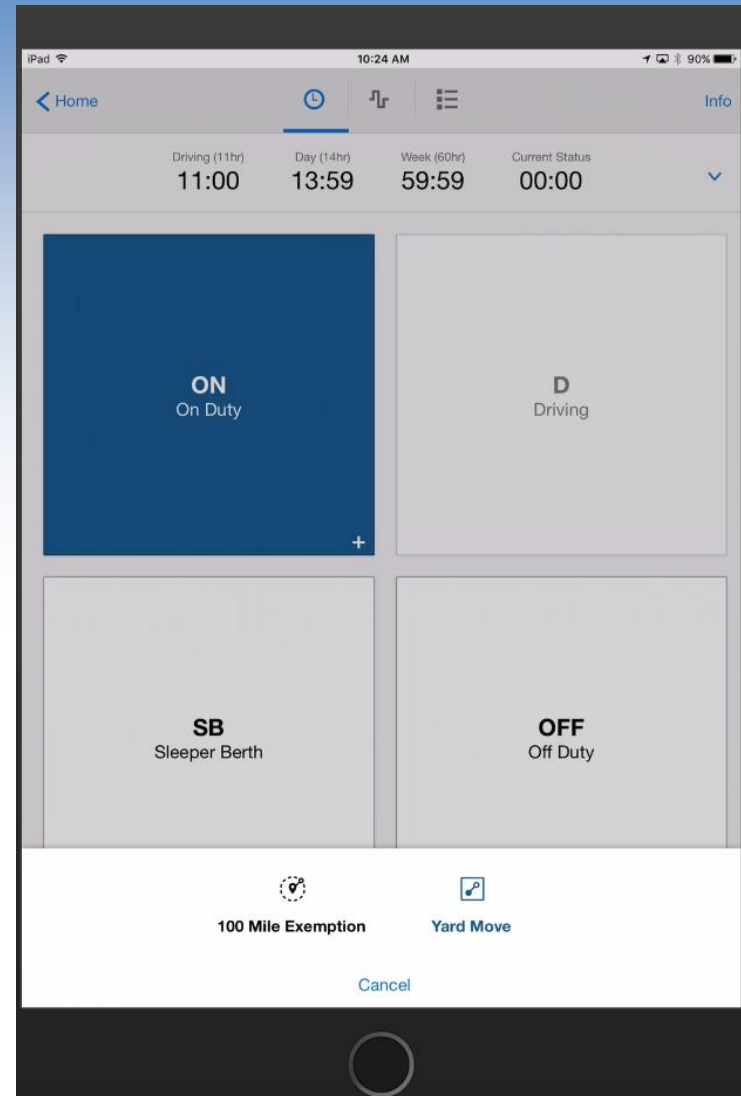 iPad 10:24 AM 90%
Home Info
Driving (11hr) Day (14hr) Week (60hr) Current Status
11:00 13:59 59:59 00:00
ON D
On Duty Driving
+
SB OFF
Sleeper Berth Off Duty
100 Mile Exemption Yard Move
Cancel